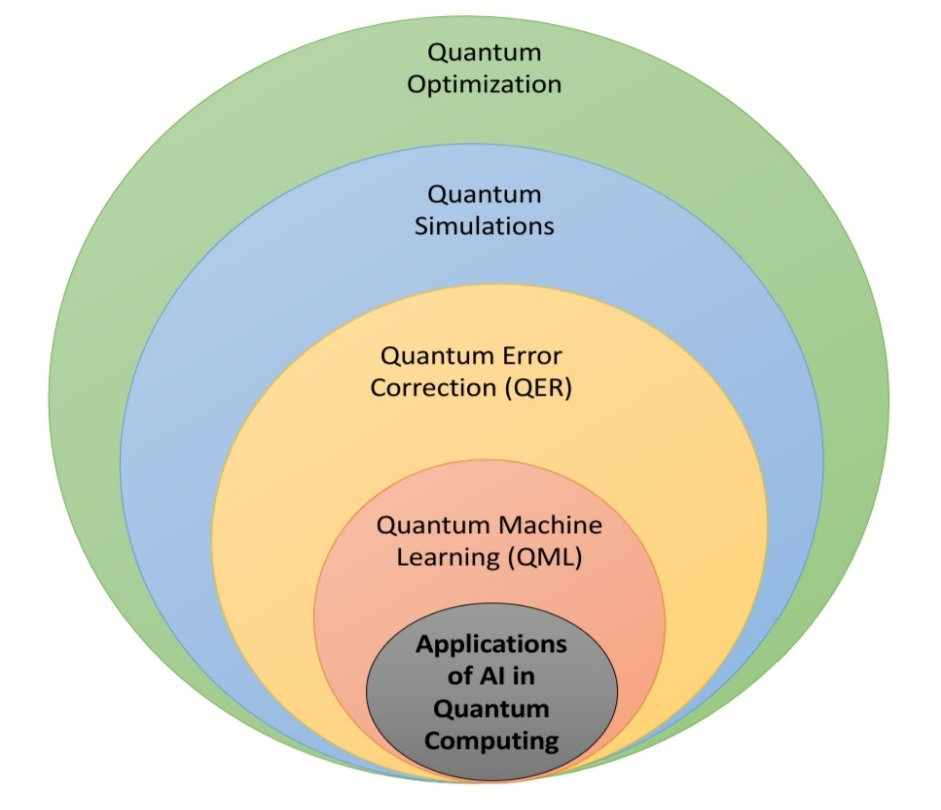 Quantum
Optimization
Quantum
Simulations
Quantum Error
Correction (QER)
Quantum Machine
Learning (QML)
Applications
of AI in
Quantum
Computing